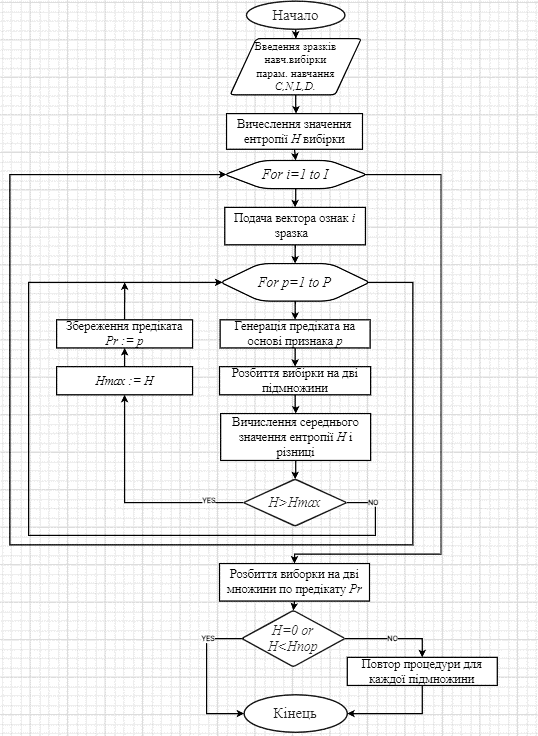 Начало
Введення зразків
навч.вибірки
парам. навчання
C,N,L,D.
Вичеслення значення
ентропії H вибірки
For i=1 to I
Подача вектора ознак i
зразка
For p=1 to P
Збереження предіката
Pr := p
Генерація предіката на
основі признака p
Hmax := H
Розбиття вибірки на дві
підмножини
Вичислення середнього
значення ентропії H і
різниці
YES
H>Hmax
NO
Розбиття виборки на дві
множини по предікату Pr
YES
H=0 or
H<Hпор
NO
Повтор процедури для
каждої підмножини
Кінець